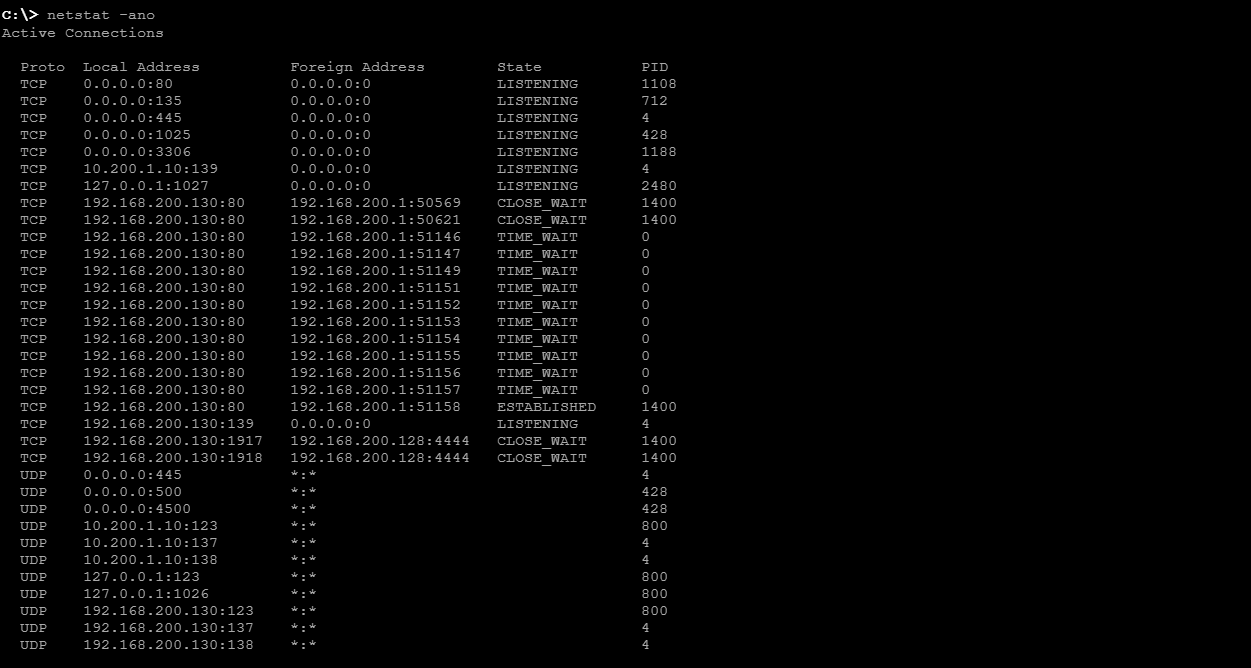 C:\> netstat -ano
Active Connections
Proto Local Address Foreign Address State PID
TCP 0.0.0.0:80 0.0.0.0:0 LISTENING 1108
TCP 0.0.0.0:135 0.0.0.0:0 LISTENING 712
TCP 0.0.0.0:445 0.0.0.0:0 LISTENING 4
TCP 0.0.0.0:1025 0.0.0.0:0 LISTENING 428
TCP 0.0.0.0:3306 0.0.0.0:0 LISTENING 1188
TCP 10.200.1.10:139 0.0.0.0:0 LISTENING 4
TCP 127.0.0.1:1027 0.0.0.0:0 LISTENING 2480
TCP 192.168.200.130:80 192.168.200.1:50569 CLOSE_WAIT 1400
TCP 192.168.200.130:80 192.168.200.1:50621 CLOSE_WAIT 1400
TCP 192.168.200.130:80 192.168.200.1:51146 TIME_WAIT 0
TCP 192.168.200.130:80 192.168.200.1:51147 TIME_WAIT 0
TCP 192.168.200.130:80 192.168.200.1:51149 TIME_WAIT 0
TCP 192.168.200.130:80 192.168.200.1:51151 TIME_WAIT 0
TCP 192.168.200.130:80 192.168.200.1:51152 TIME_WAIT 0
TCP 192.168.200.130:80 192.168.200.1:51153 TIME_WAIT 0
TCP 192.168.200.130:80 192.168.200.1:51154 TIME_WAIT 0
TCP 192.168.200.130:80 192.168.200.1:51155 TIME_WAIT 0
TCP 192.168.200.130:80 192.168.200.1:51156 TIME_WAIT 0
TCP 192.168.200.130:80 192.168.200.1:51157 TIME_WAIT 0
TCP 192.168.200.130:80 192.168.200.1:51158 ESTABLISHED 1400
TCP 192.168.200.130:139 0.0.0.0:0 LISTENING 4
TCP 192.168.200.130:1917 192.168.200.128:4444 CLOSE_WAIT 1400
TCP 192.168.200.130:1918 192.168.200.128:4444 CLOSE_WAIT 1400
UDP 0.0.0.0:445 *:* 4
UDP 0.0.0.0:500 *:* 428
UDP 0.0.0.0:4500 *:* 428
UDP 10.200.1.10:123 *:* 800
UDP 10.200.1.10:137 *:* 4
UDP 10.200.1.10:138 *:* 4
UDP 127.0.0.1:123 *:* 800
UDP 127.0.0.1:1026 *:* 800
UDP 192.168.200.130:123 *:* 800
UDP 192.168.200.130:137 *:* 4
UDP 192.168.200.130:138 *:* 4